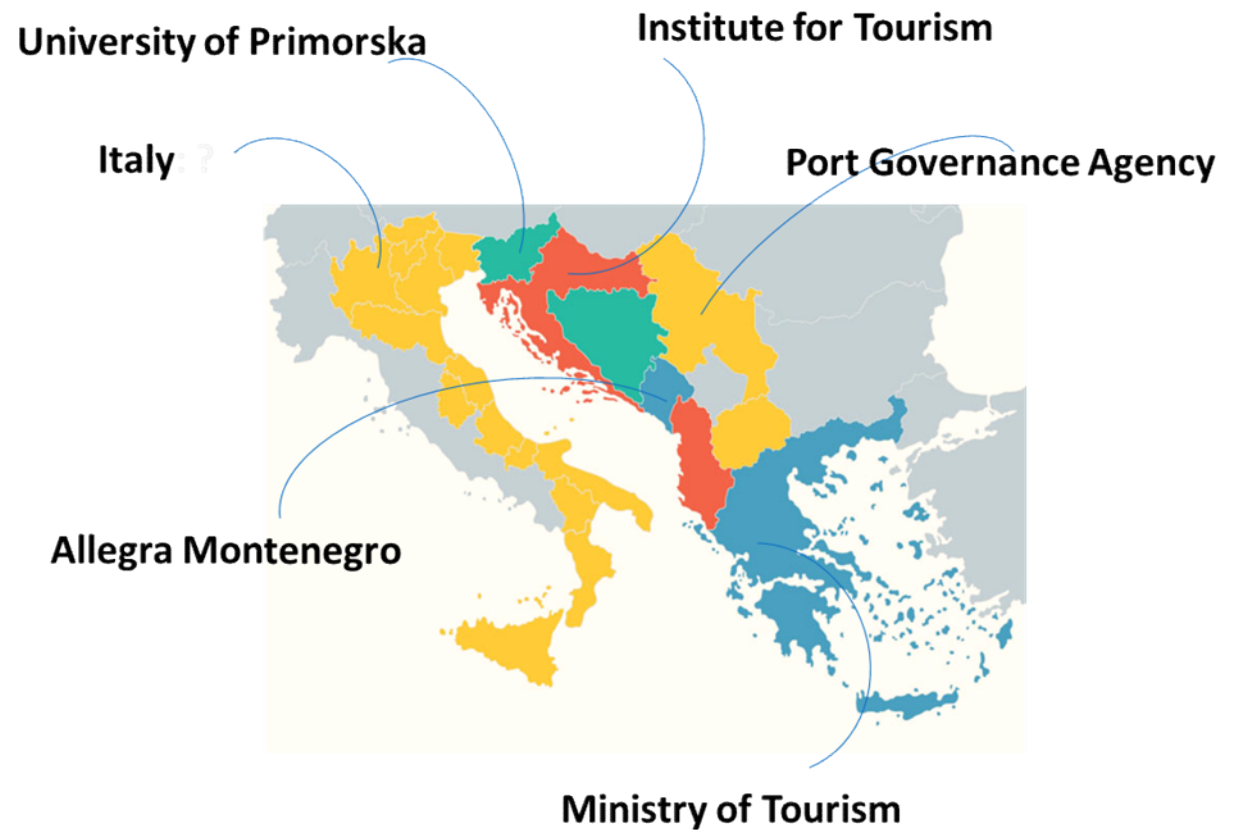 University of Primorska
Institute for Tourism
Italy: ?
Port Governance Agency
Allegra Montenegro
Ministry of Tourism